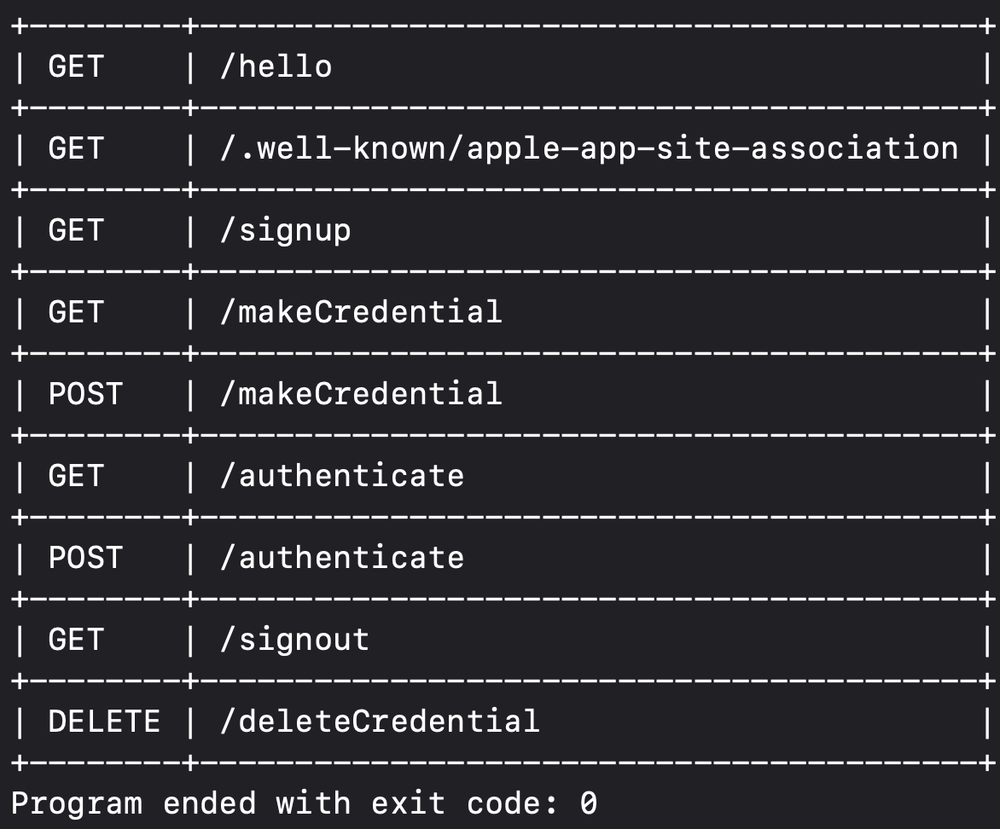 +--------+------------------------------------------+
| GET    | /hello                                   |
+--------+------------------------------------------+
| GET    | /.well-known/apple-app-site-association |
+--------+------------------------------------------+
| GET    | /signup                                  |
+--------+------------------------------------------+
| GET    | /makeCredential                          |
+--------+------------------------------------------+
| POST   | /makeCredential                          |
+--------+------------------------------------------+
| GET    | /authenticate                            |
+--------+------------------------------------------+
| POST   | /authenticate                            |
+--------+------------------------------------------+
| GET    | /signout                                 |
+--------+------------------------------------------+
| DELETE | /deleteCredential                        |
+--------+------------------------------------------+
Program ended with exit code: 0